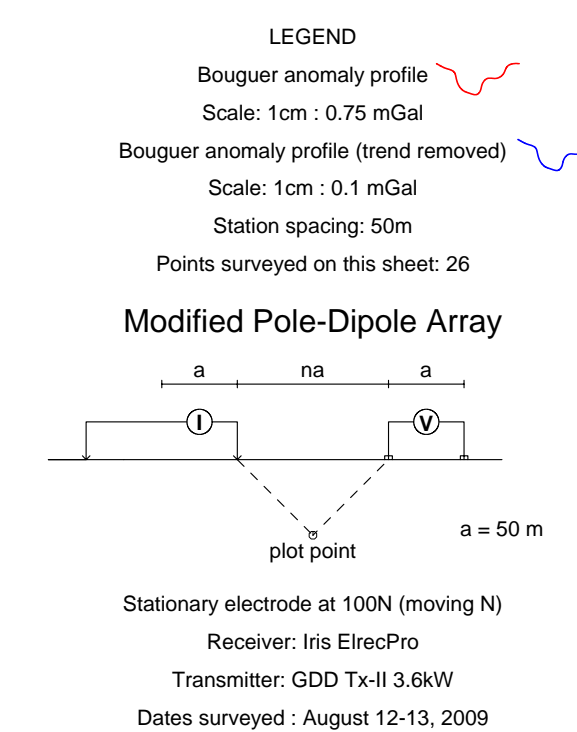 LEGEND
Bouguer anomaly profile
Scale: 1cm : 0.75 mGal
Bouguer anomaly profile (trend removed)
Scale: 1cm : 0.1 mGal
Station spacing: 50m
Points surveyed on this sheet: 26
Modified Pole-Dipole Array
a na a
I V
a = 50 m
plot point
Stationary electrode at 100N (moving N)
Receiver: Iris ElrecPro
Transmitter: GDD Tx-II 3.6kW
Dates surveyed : August 12-13, 2009